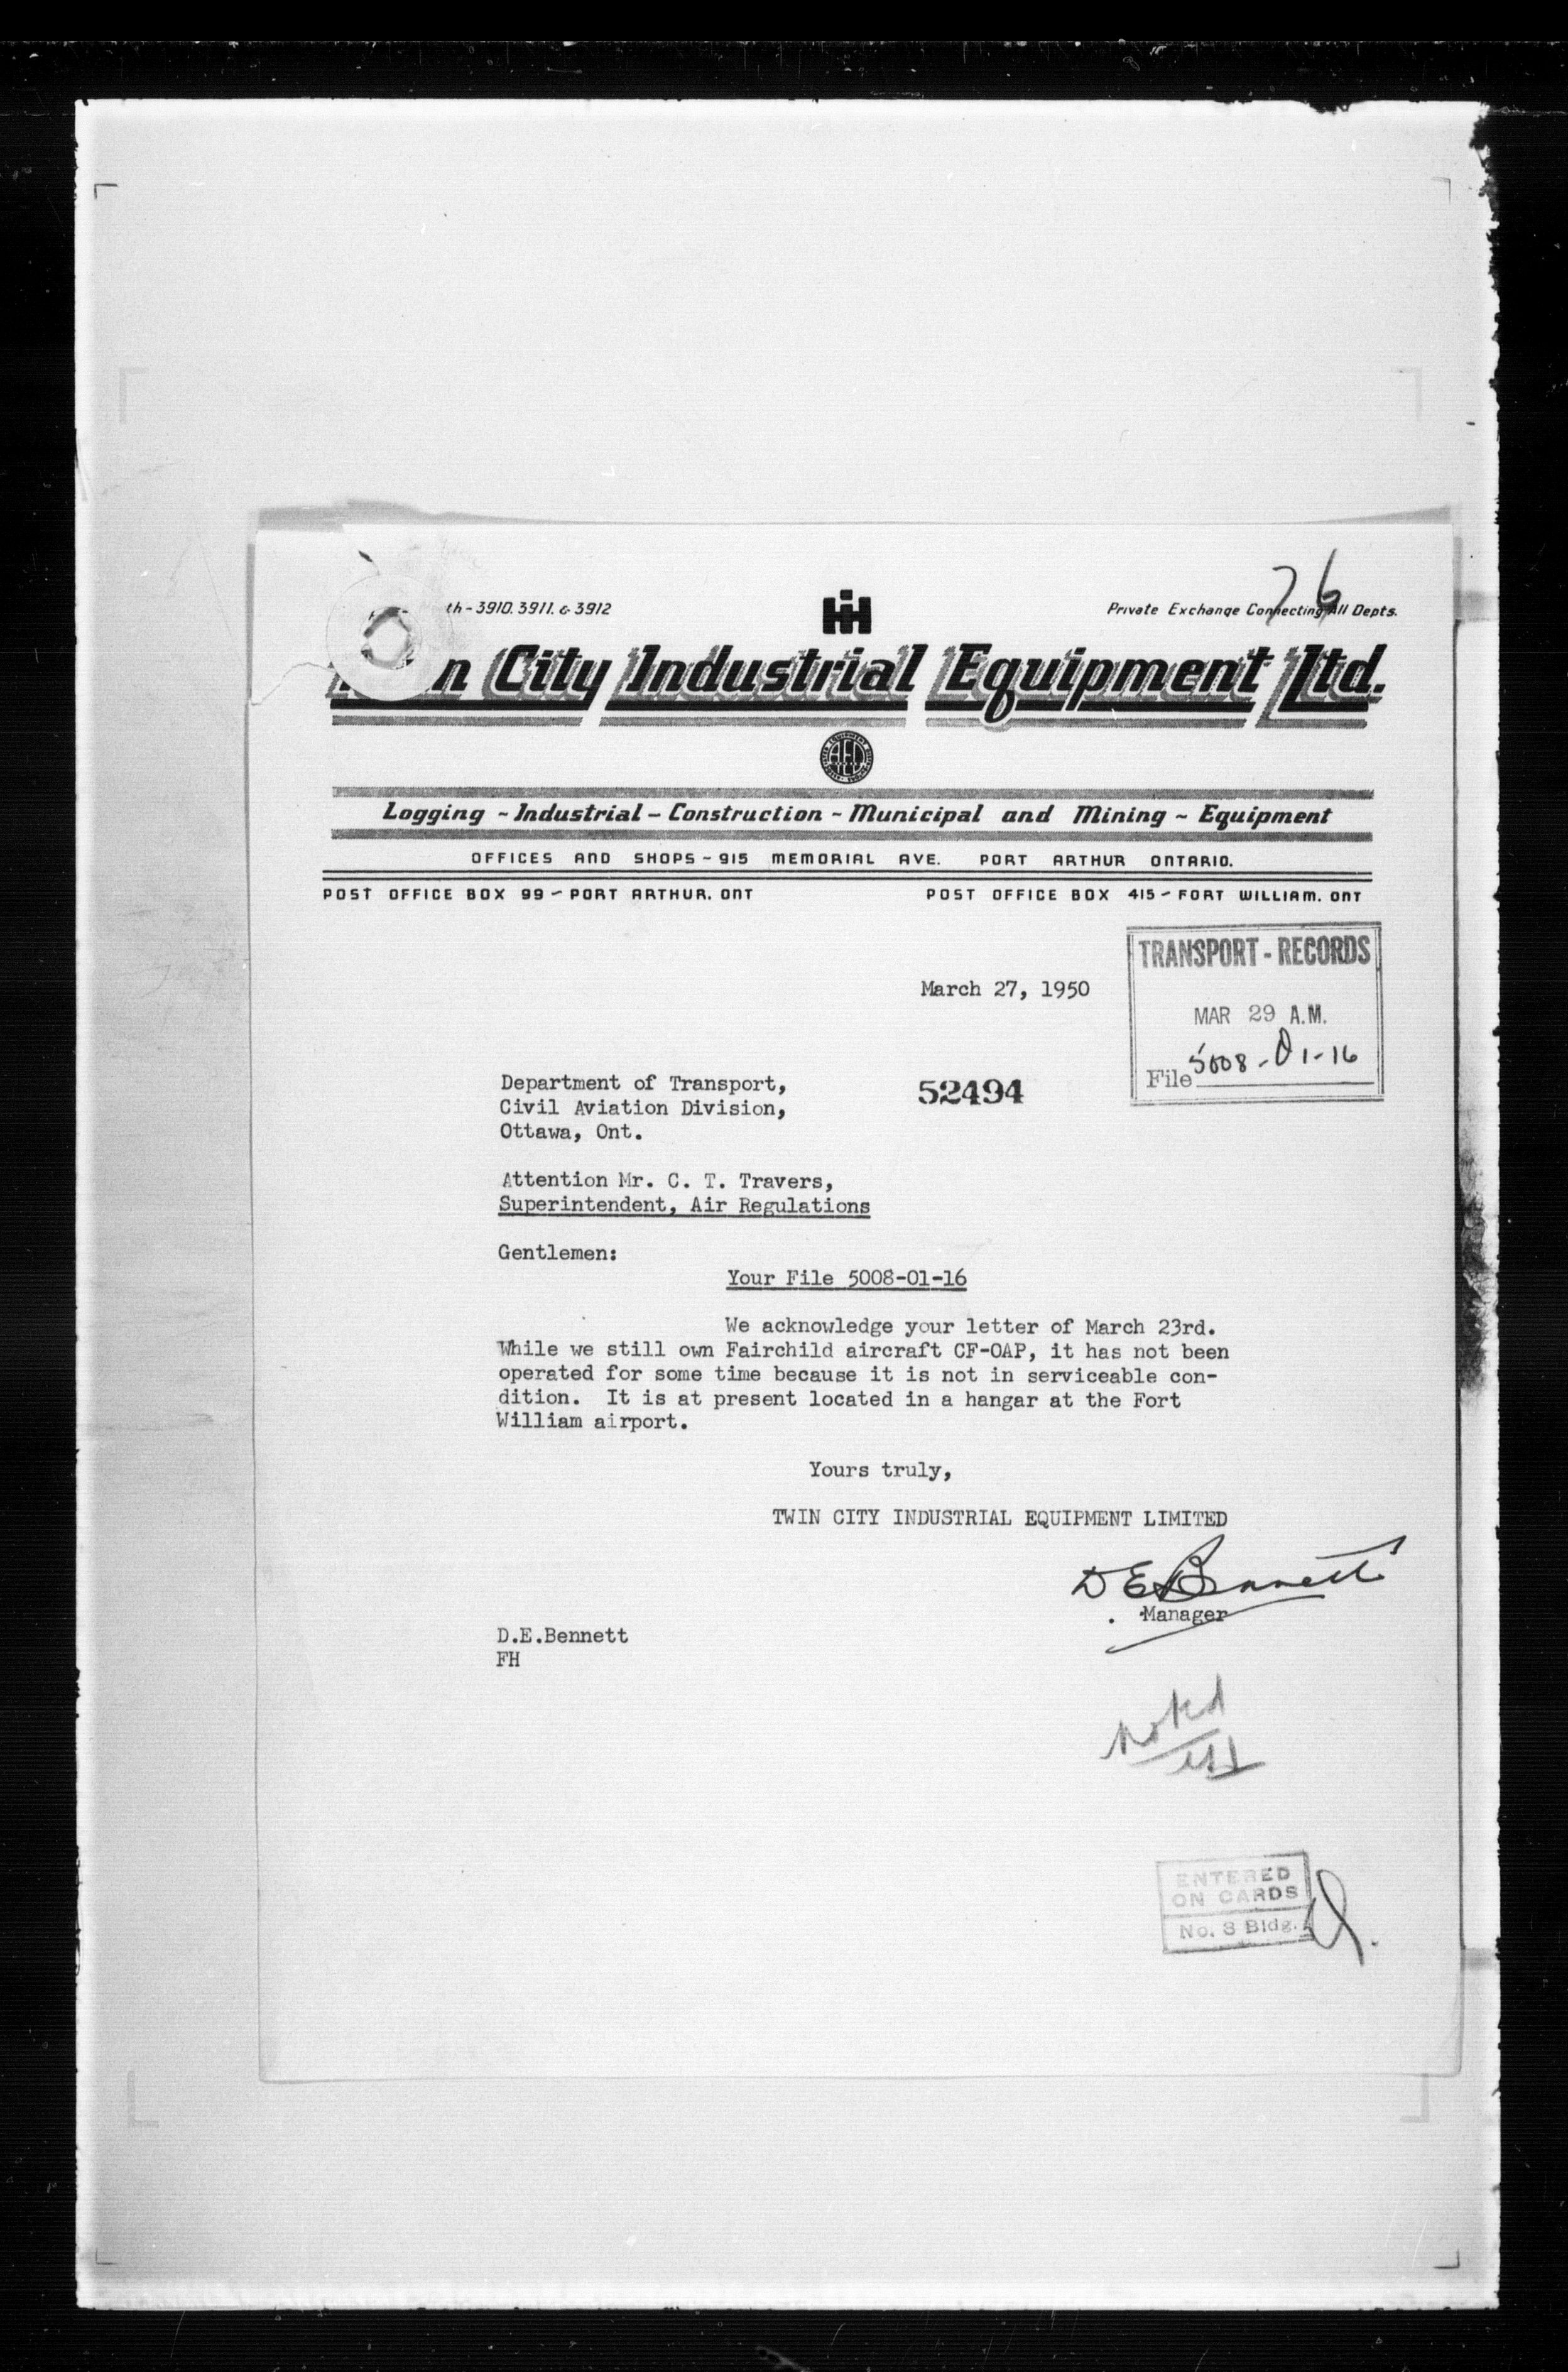 76
th - 3910. 3911. & 3912
IH
Private Exchange Connecting All Depts.
n City Industrial Equipment Ltd.
AED
Logging ~ Industrial - Construction ~ Municipal and Mining ~ Equipment
OFFICES AND SHOPS ~ 915 MEMORIAL AVE. PORT ARTHUR ONTARIO.
POST OFFICE BOX 99 - PORT ARTHUR. ONT
POST OFFICE BOX 415 - FORT WILLIAM. ONT
TRANSPORT - RECORDS
MAR 29 A.M.
File 5008-01-16
March 27, 1950
Department of Transport,
Civil Aviation Division,
Ottawa, Ont.
52494
Attention Mr. C. T. Travers,
Superintendent, Air Regulations
Gentlemen:
Your File 5008-01-16
We acknowledge your letter of March 23rd.
While we still own Fairchild aircraft CF-OAP, it has not been
operated for some time because it is not in serviceable con-
dition. It is at present located in a hangar at the Fort
William airport.
Yours truly,
TWIN CITY INDUSTRIAL EQUIPMENT LIMITED
D E Bennett
Manager
D.E.Bennett
FH
Noted
ENTERED
ON CARDS
No. 3 Bldg.